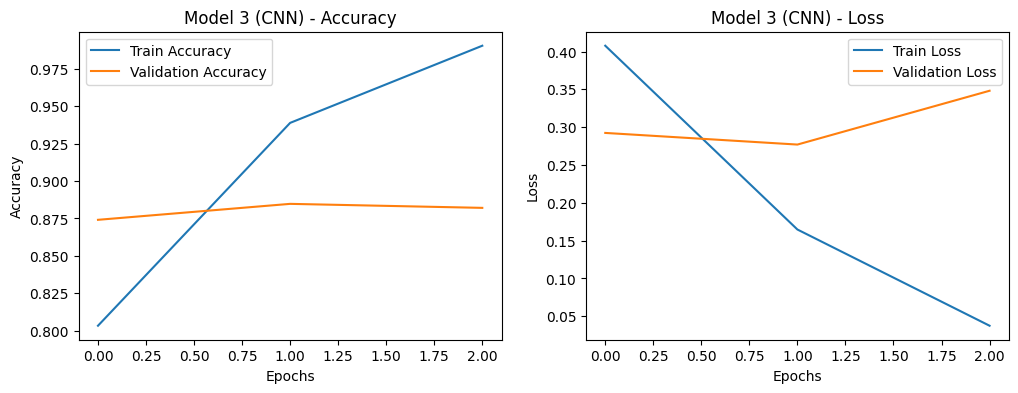 Model 3 (CNN) - Accuracy
Train Accuracy
Validation Accuracy
Accuracy
0.975
0.950
0.925
0.900
0.875
0.850
0.825
0.800
0.00 0.25 0.50 0.75 1.00 1.25 1.50 1.75 2.00
Epochs
Model 3 (CNN) - Loss
Train Loss
Validation Loss
Loss
0.40
0.35
0.30
0.25
0.20
0.15
0.10
0.05
0.00 0.25 0.50 0.75 1.00 1.25 1.50 1.75 2.00
Epochs